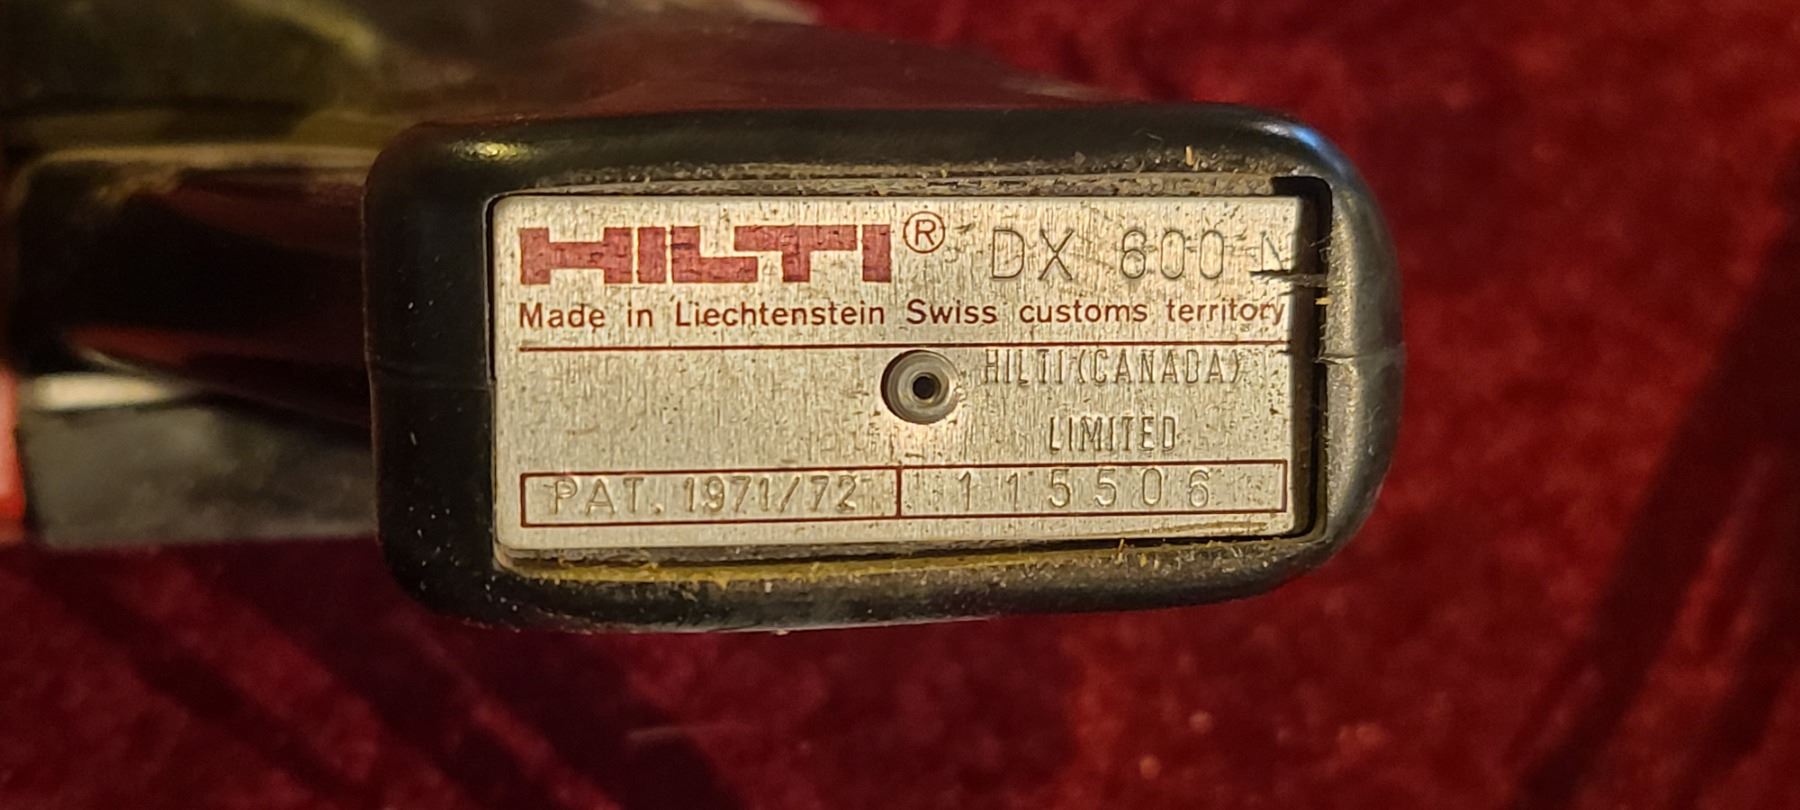 HILTI® DX 600 N
Made in Liechtenstein Swiss customs territory
HILTI (CANADA)
LIMITED
PAT. 1971/72 115506